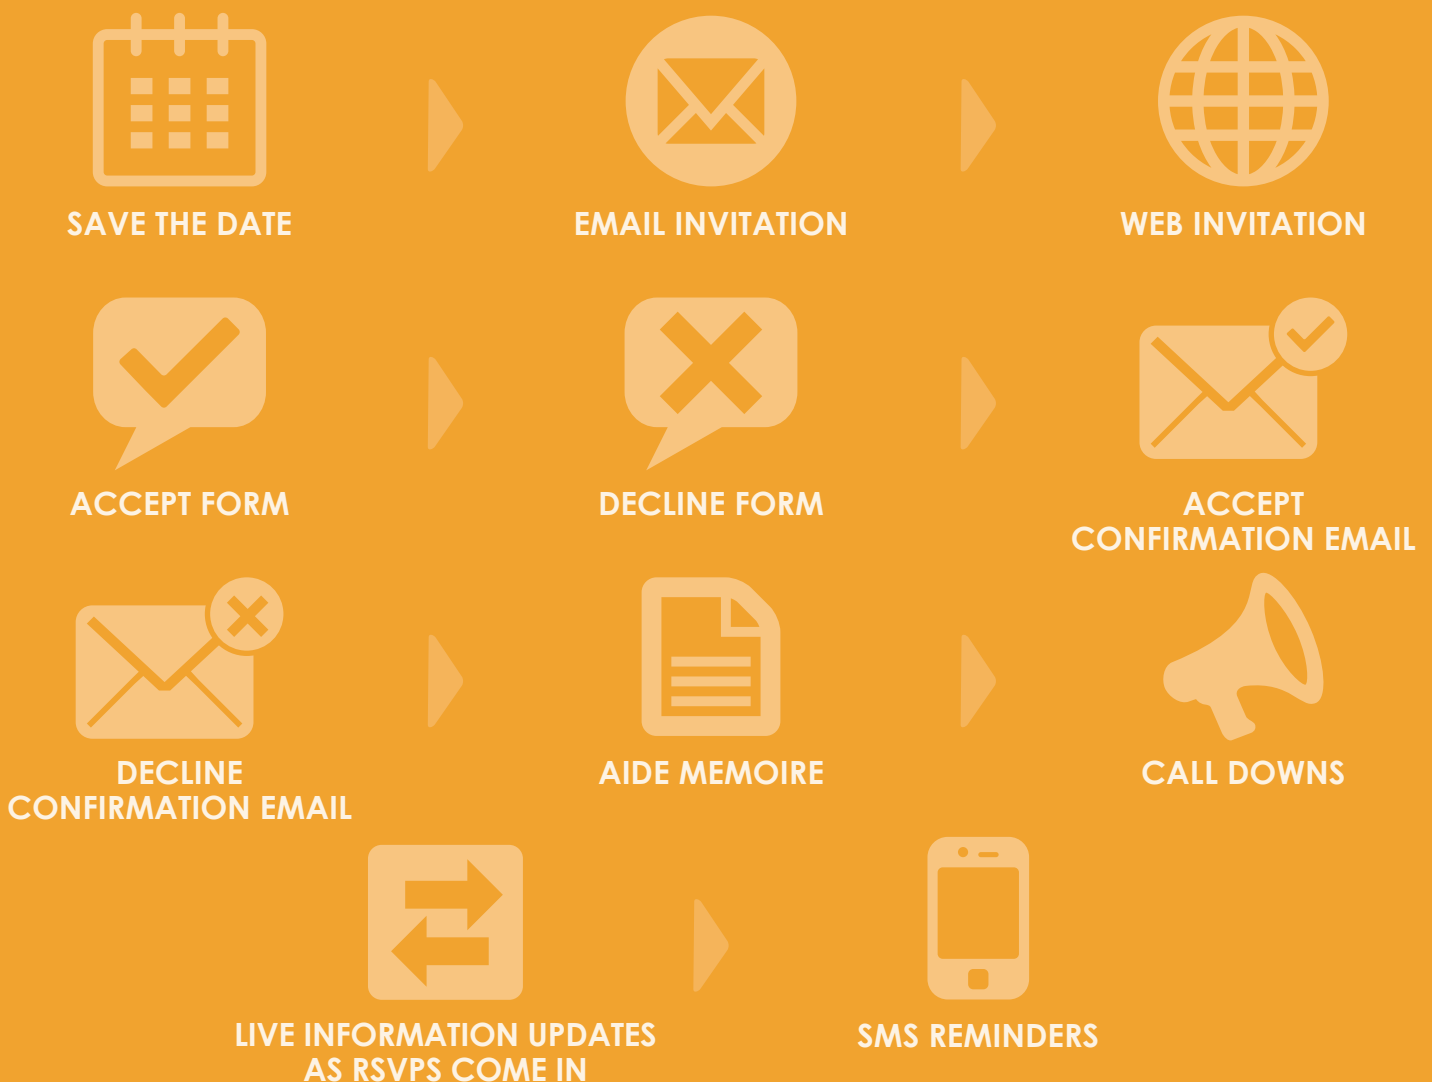 SAVE THE DATE
EMAIL INVITATION
WEB INVITATION
ACCEPT FORM
DECLINE FORM
ACCEPT
CONFIRMATION EMAIL
DECLINE
CONFIRMATION EMAIL
AIDE MEMOIRE
CALL DOWNS
LIVE INFORMATION UPDATES
AS RSVPS COME IN
SMS REMINDERS